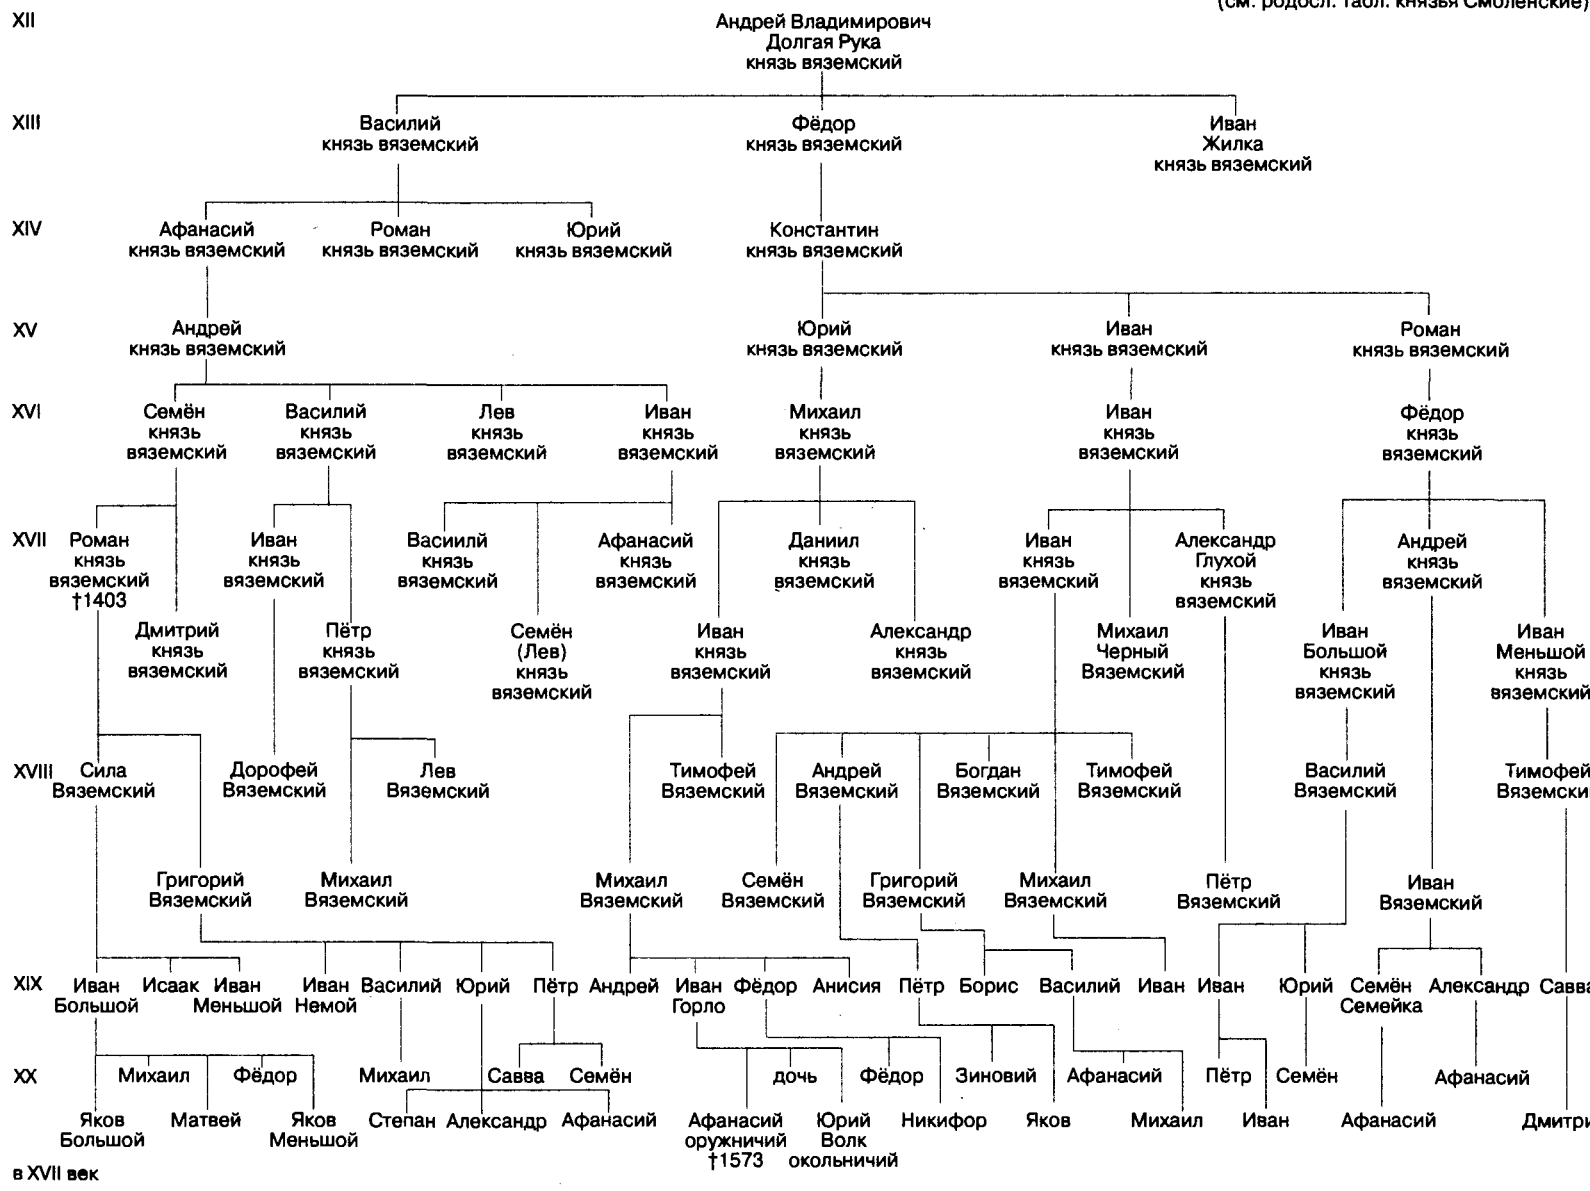 (см. родосл. табл. князья Смоленские)
XII
Андрей Владимирович
Долгая Рука
князь вяземский
XIII
Василий
князь вяземский
Фёдор
князь вяземский
Иван
Жилка
князь вяземский
XIV
Афанасий
князь вяземский
Роман
князь вяземский
Юрий
князь вяземский
Константин
князь вяземский
XV
Андрей
князь вяземский
Юрий
князь вяземский
Иван
князь вяземский
Роман
князь вяземский
XVI
Семён
князь
вяземский
Василий
князь
вяземский
Лев
князь
вяземский
Иван
князь
вяземский
Михаил
князь
вяземский
Иван
князь
вяземский
Фёдор
князь
вяземский
XVII
Роман
князь
вяземский
†1403
Иван
князь
вяземский
Васиилй
князь
вяземский
Афанасий
князь
вяземский
Даниил
князь
вяземский
Иван
князь
вяземский
Александр
Глухой
князь
вяземский
Андрей
князь
вяземский
Дмитрий
князь
вяземский
Пётр
князь
вяземский
Семён
(Лев)
князь
вяземский
Иван
князь
вяземский
Александр
князь
вяземский
Михаил
Черный
Вяземский
Иван
Большой
князь
вяземский
Иван
Меньшой
князь
вяземский
XVIII
Сила
Вяземский
Дорофей
Вяземский
Лев
Вяземский
Тимофей
Вяземский
Андрей
Вяземский
Богдан
Вяземский
Тимофей
Вяземский
Василий
Вяземский
Тимофей
Вяземски
Григорий
Вяземский
Михаил
Вяземский
Михаил
Вяземский
Семён
Вяземский
Григорий
Вяземский
Михаил
Вяземский
Пётр
Вяземский
Иван
Вяземский
XIX
Иван
Большой
Исаак
Иван
Меньшой
Иван
Немой
Василий
Юрий
Пётр
Андрей
Иван
Горло
Фёдор
Анисия
Пётр
Борис
Василий
Иван
Иван
Юрий
Семён
Семейка
Александр
Савва
XX
Михаил
Фёдор
Михаил
Савва
Семён
дочь
Фёдор
Зиновий
Афанасий
Пётр
Семён
Афанасий
Яков
Большой
Матвей
Яков
Меньшой
Степан
Александр
Афанасий
Афанасий
оружничий
†1573
Юрий
Волк
окольничий
Никифор
Яков
Михаил
Иван
Афанасий
Дмитри
в XVII век